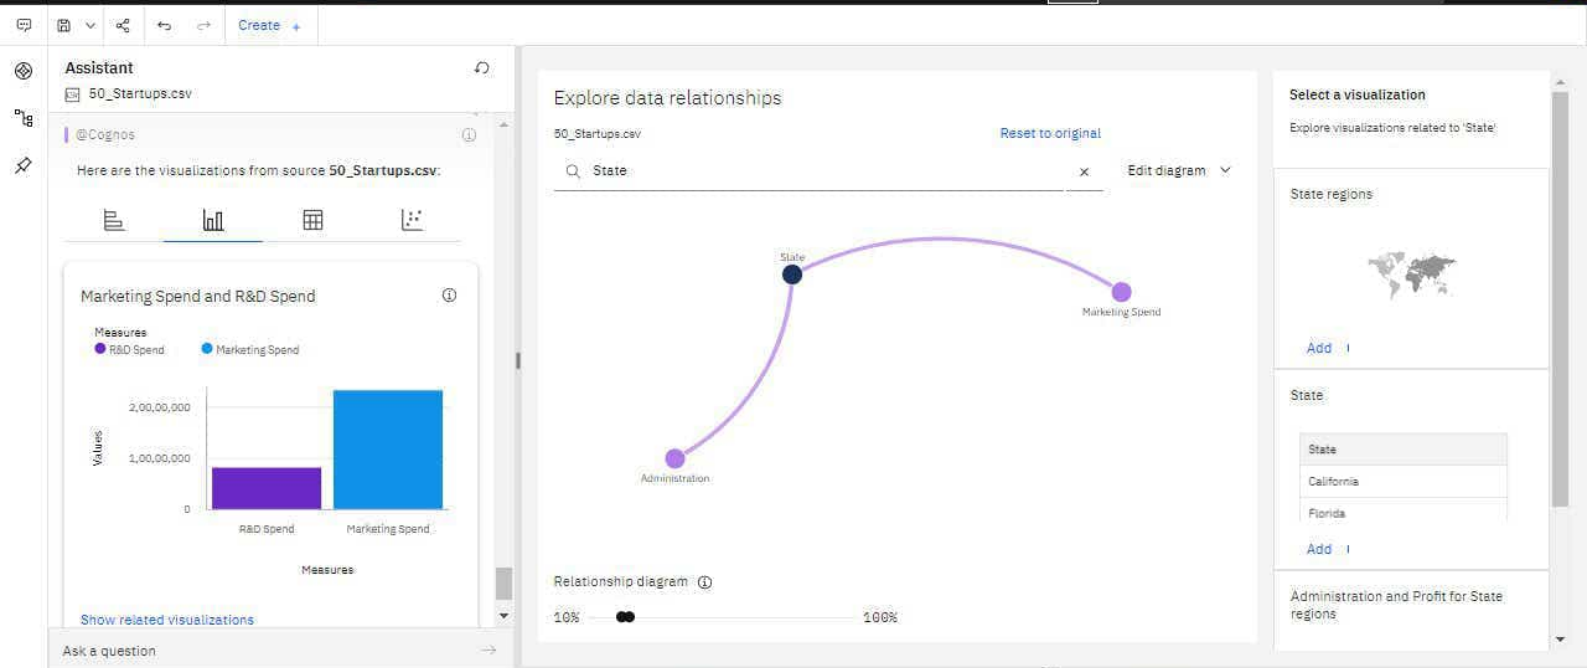 Create +
Assistant
50_Startups.csv
@Cognos
Here are the visualizations from source 50_Startups.csv:
Marketing Spend and R&D Spend
Measures
R&D Spend Marketing Spend
2,00,00,000
1,00,00,000
0
Values
R&D Spend Marketing Spend
Measures
Show related visualizations
Ask a question
Explore data relationships
50_Startups.csv Reset to original
State Edit diagram
State
Marketing Spend
Administration
Relationship diagram
10% 100%
Select a visualization
Explore visualizations related to 'State'
State regions
Add
State
State
California
Florida
Add
Administration and Profit for State
regions